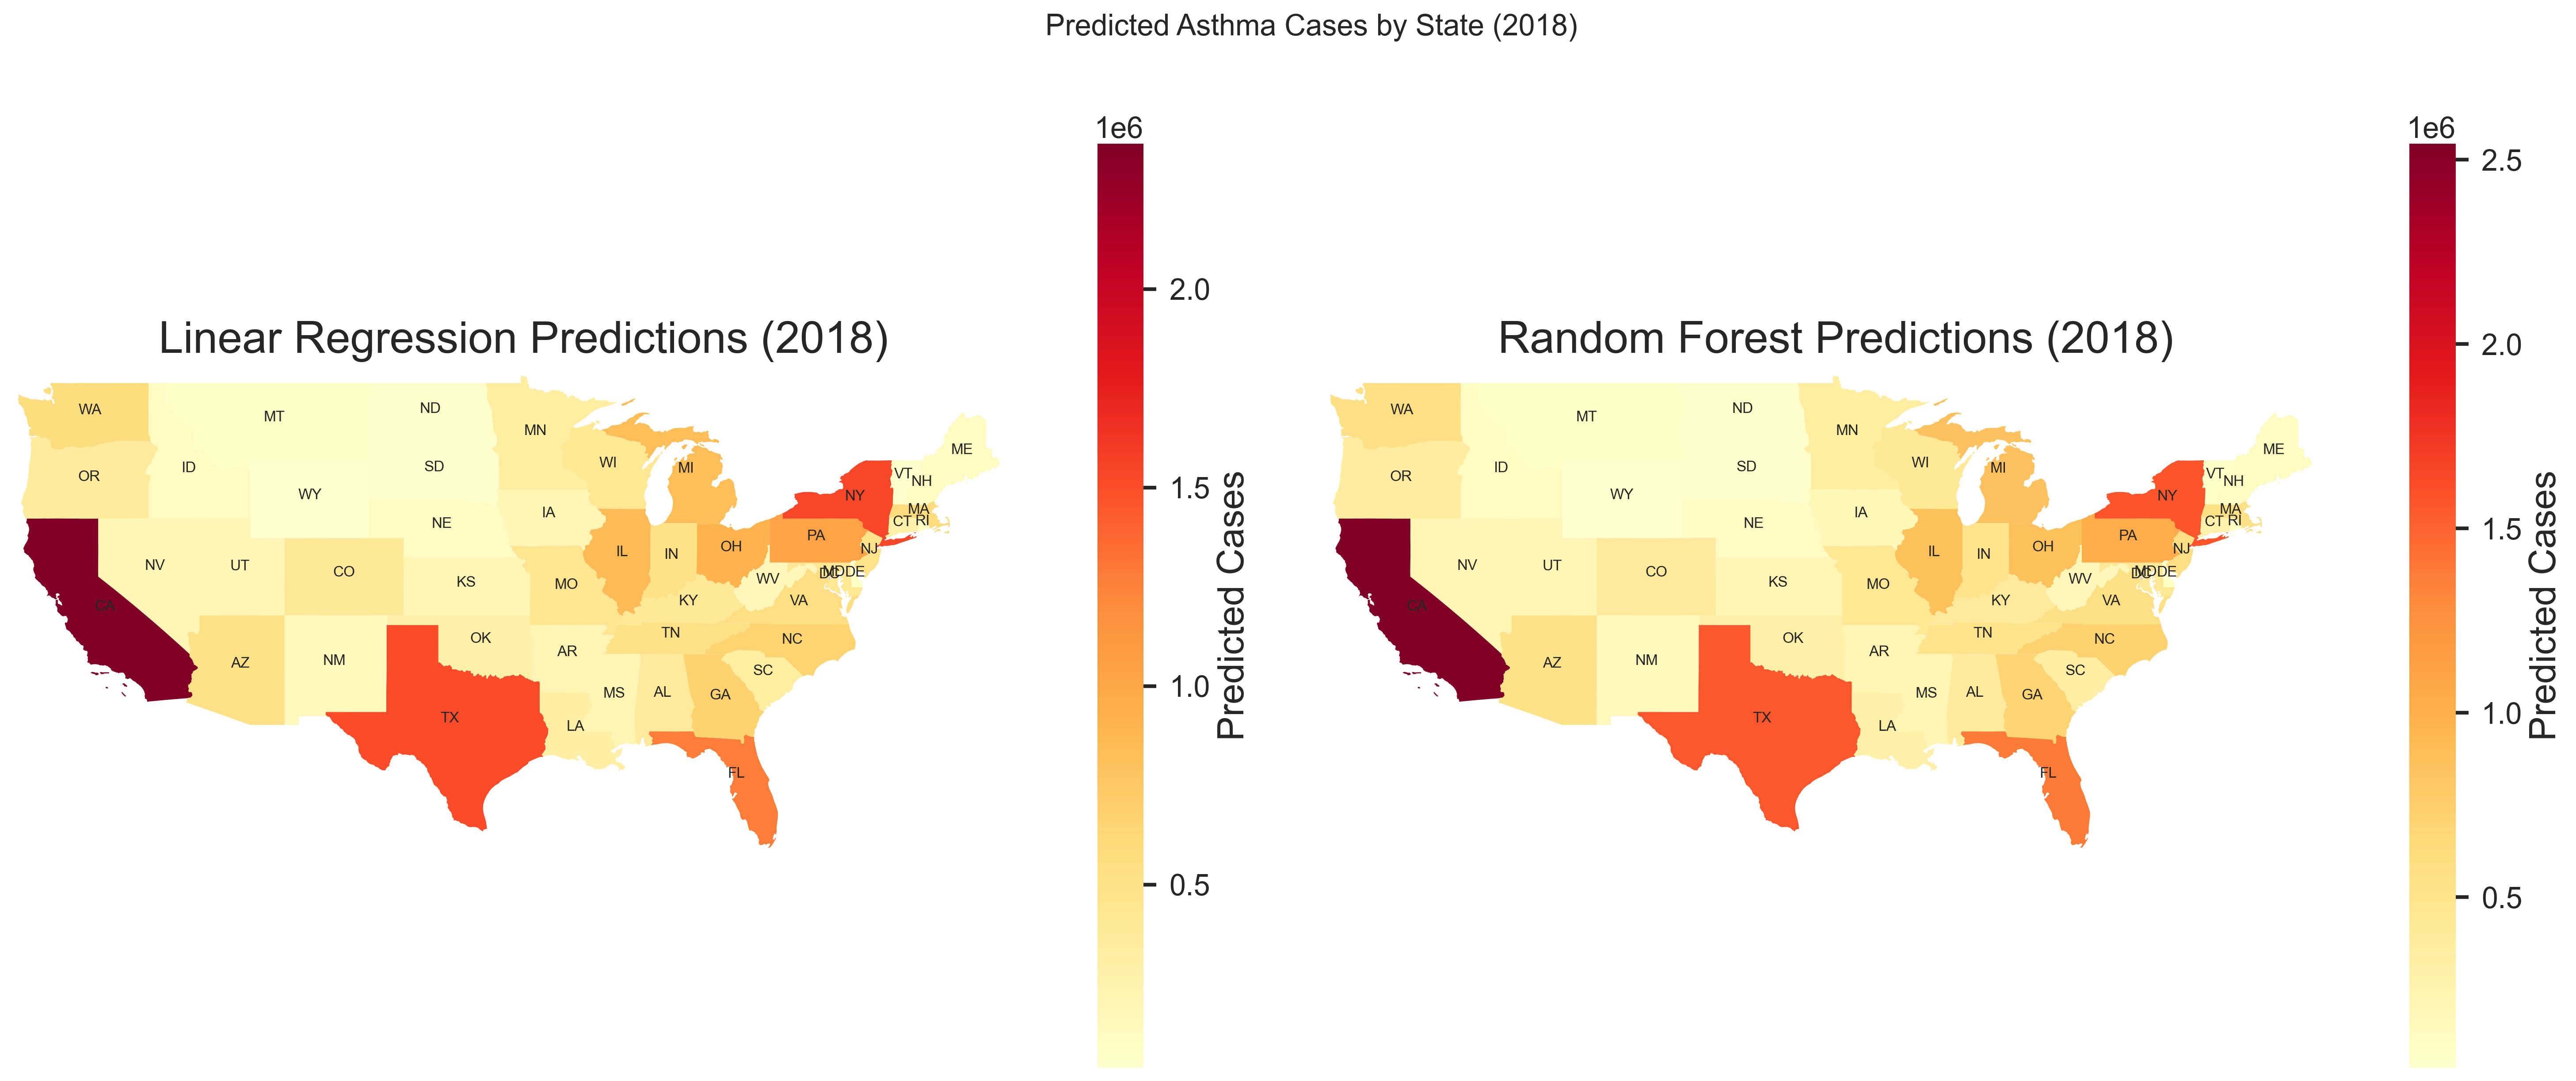 Predicted Asthma Cases by State (2018)
Linear Regression Predictions (2018)
WA
MT
ND
MN
ME
OR
ID
SD
WI
MI
VT
NH
WY
NY
MA
IA
NE
CT
RI
NV
UT
CO
IL
IN
OH
PA
NJ
KS
MO
WV
DC
MD
DE
CA
KY
VA
OK
TN
NC
AZ
NM
AR
SC
MS
AL
GA
TX
LA
FL
1e6
2.0
1.5
1.0
0.5
Predicted Cases
Random Forest Predictions (2018)
WA
MT
ND
MN
ME
OR
ID
SD
WI
MI
VT
NH
WY
NY
MA
IA
NE
CT
RI
NV
UT
CO
IL
IN
OH
PA
NJ
KS
MO
WV
DC
MD
DE
CA
KY
VA
OK
TN
NC
AZ
NM
AR
SC
MS
AL
GA
TX
LA
FL
1e6
2.5
2.0
1.5
1.0
0.5
Predicted Cases